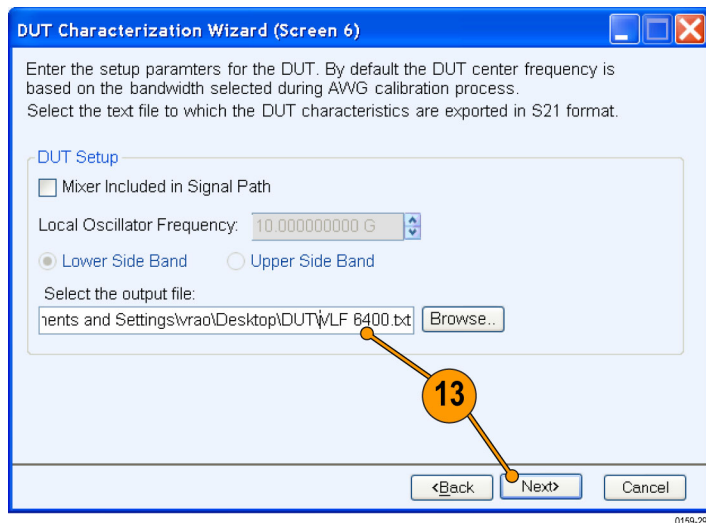 DUT Characterization Wizard (Screen 6)
Enter the setup paramters for the DUT. By default the DUT center frequency is
based on the bandwidth selected during AWG calibration process.
Select the text file to which the DUT characteristics are exported in S21 format.
DUT Setup
Mixer Included in Signal Path
Local Oscillator Frequency: 10.000000000 G
Lower Side Band Upper Side Band
Select the output file:
nents and Settings\vrao\Desktop\DUT\VLF 6400.txt Browse..
13
<Back Next> Cancel
0159-29